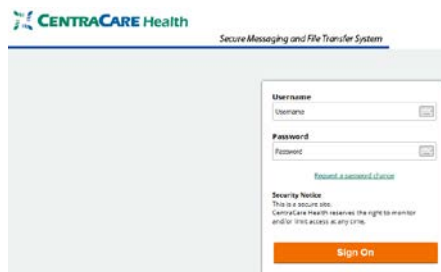 CENTRACARE Health
Secure Messaging and File Transfer System
Username
Username
Password
Password
Request a password change
Security Notice
This is a secure site.
CentraCare Health reserves the right to monitor
and/or limit access at any time.
Sign On